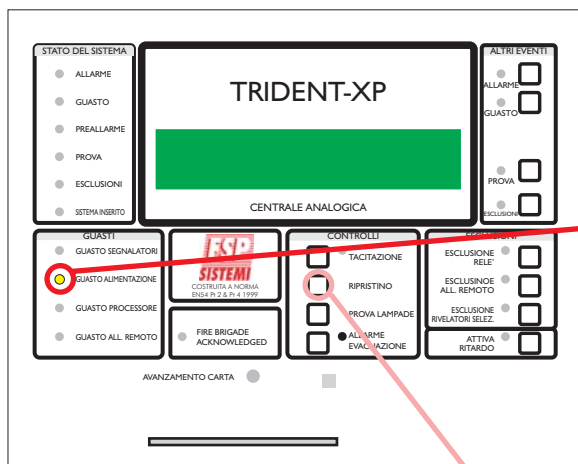 STATO DEL SISTEMA
ALLARME
GUASTO
PREALLARME
PROVA
ESCLUSIONI
SISTEMA INSERITO
TRIDENT-XP
CENTRALE ANALOGICA
ALTRI EVENTI
ALLARME
GUASTO
PROVA
ESCLUSIONI
GUASTI
GUASTO SEGNALATORI
GUASTO ALIMENTAZIONE
GUASTO PROCESSORE
GUASTO ALL. REMOTO
ESP
SISTEMI
COSTRUITA A NORMA
EN54 Pt 2 & Pt 4 1999
FIRE BRIGADE
ACKNOWLEDGED
CONTROLLI
TACITAZIONE
RIPRISTINO
PROVA LAMPADE
ALLARME
EVACUAZIONE
ESCLUSIONI
ESCLUSIONE
RELE'
ESCLUSINOE
ALL. REMOTO
ESCLUSIONE
RIVELATORI SELEZ.
ATTIVA
RITARDO
AVANZAMENTO CARTA